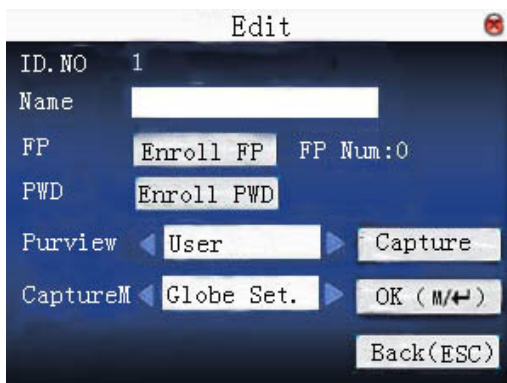 Edit
ID.NO 1
Name
FP Enroll FP FP Num:0
PWD Enroll PWD
Purview User Capture
CaptureM Globe Set. OK (M/↵)
Back(ESC)